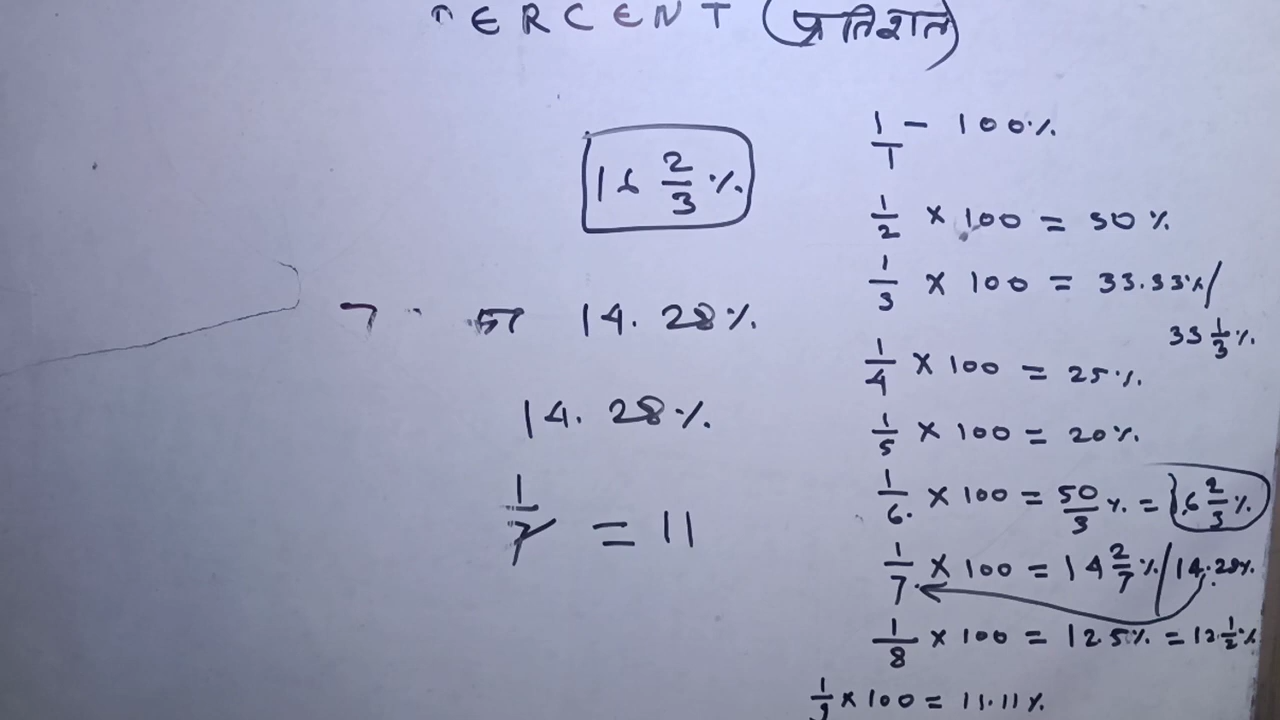 PERCENT (प्रतिशत)
16 2/3 %
7 57 14.28%
14.28%
1/7 = 11
1/1 - 100%
1/2 × 100 = 50%
1/3 × 100 = 33.33% /
33 1/3 %
1/4 × 100 = 25%
1/5 × 100 = 20%
1/6 × 100 = 50/3 % = 16 2/3 %
1/7 × 100 = 14 2/7 % / 14.28%
1/8 × 100 = 12.5% = 12 1/2 %
1/9 × 100 = 11.11%